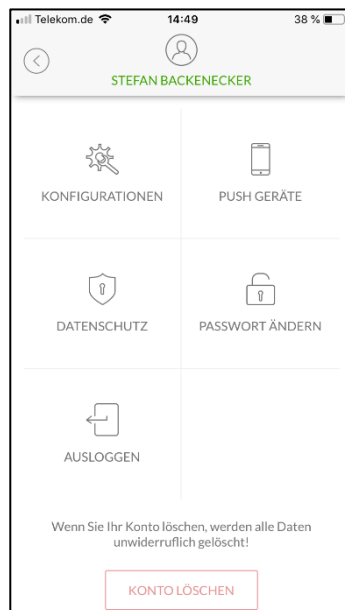 Telekom.de 14:49 38 %
STEFAN BACKENECKER
KONFIGURATIONEN PUSH GERÄTE
DATENSCHUTZ PASSWORT ÄNDERN
AUSLOGGEN
Wenn Sie Ihr Konto löschen, werden alle Daten
unwiderruflich gelöscht!
KONTO LÖSCHEN